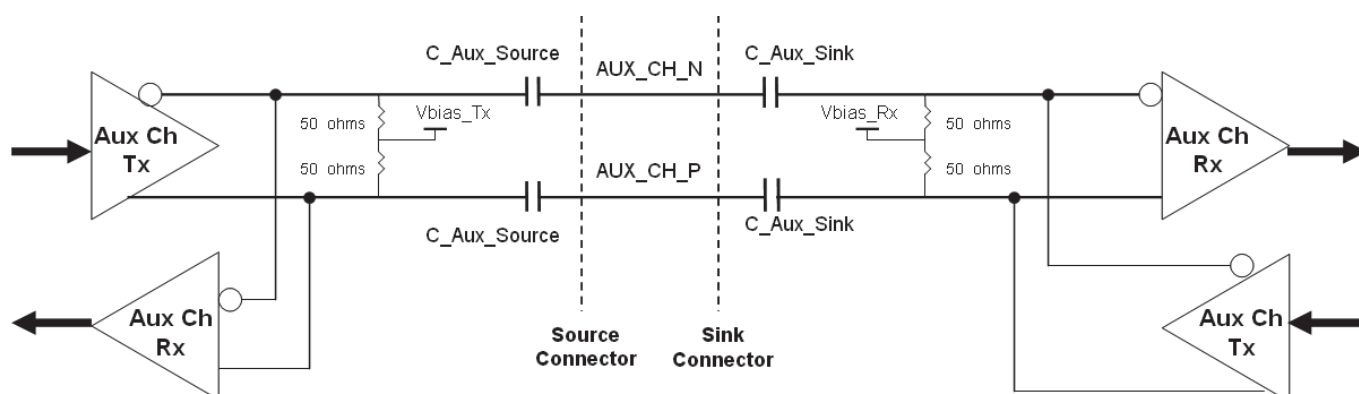 C_Aux_Source
C_Aux_Sink
AUX_CH_N
Aux Ch
Tx
50 ohms
Vbias_Tx
50 ohms
Vbias_Rx
50 ohms
50 ohms
Aux Ch
Rx
AUX_CH_P
C_Aux_Source
C_Aux_Sink
Aux Ch
Rx
Source
Connector
Sink
Connector
Aux Ch
Tx